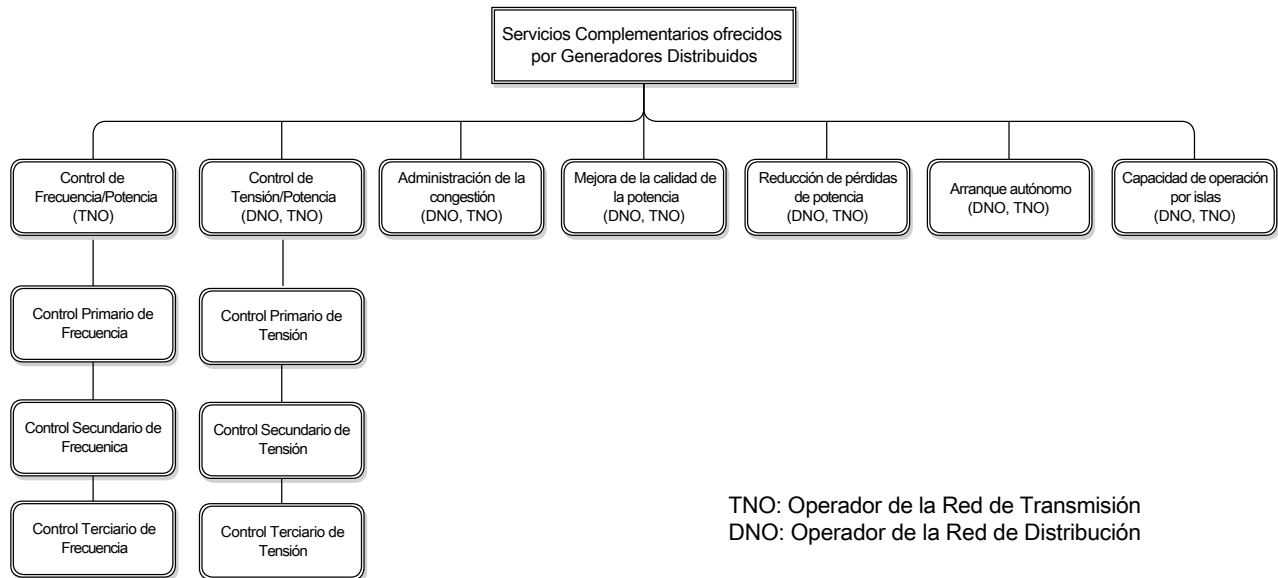 Servicios Complementarios ofrecidos
por Generadores Distribuidos
Control de
Frecuencia/Potencia
(TNO)
Control de
Tensión/Potencia
(DNO, TNO)
Administración de la
congestión
(DNO, TNO)
Mejora de la calidad de
la potencia
(DNO, TNO)
Reducción de pérdidas
de potencia
(DNO, TNO)
Arranque autónomo
(DNO, TNO)
Capacidad de operación
por islas
(DNO, TNO)
Control Primario de
Frecuencia
Control Primario de
Tensión
Control Secundario de
Frecuenica
Control Secundario de
Tensión
Control Terciario de
Frecuencia
Control Terciario de
Tensión
TNO: Operador de la Red de Transmisión
DNO: Operador de la Red de Distribución